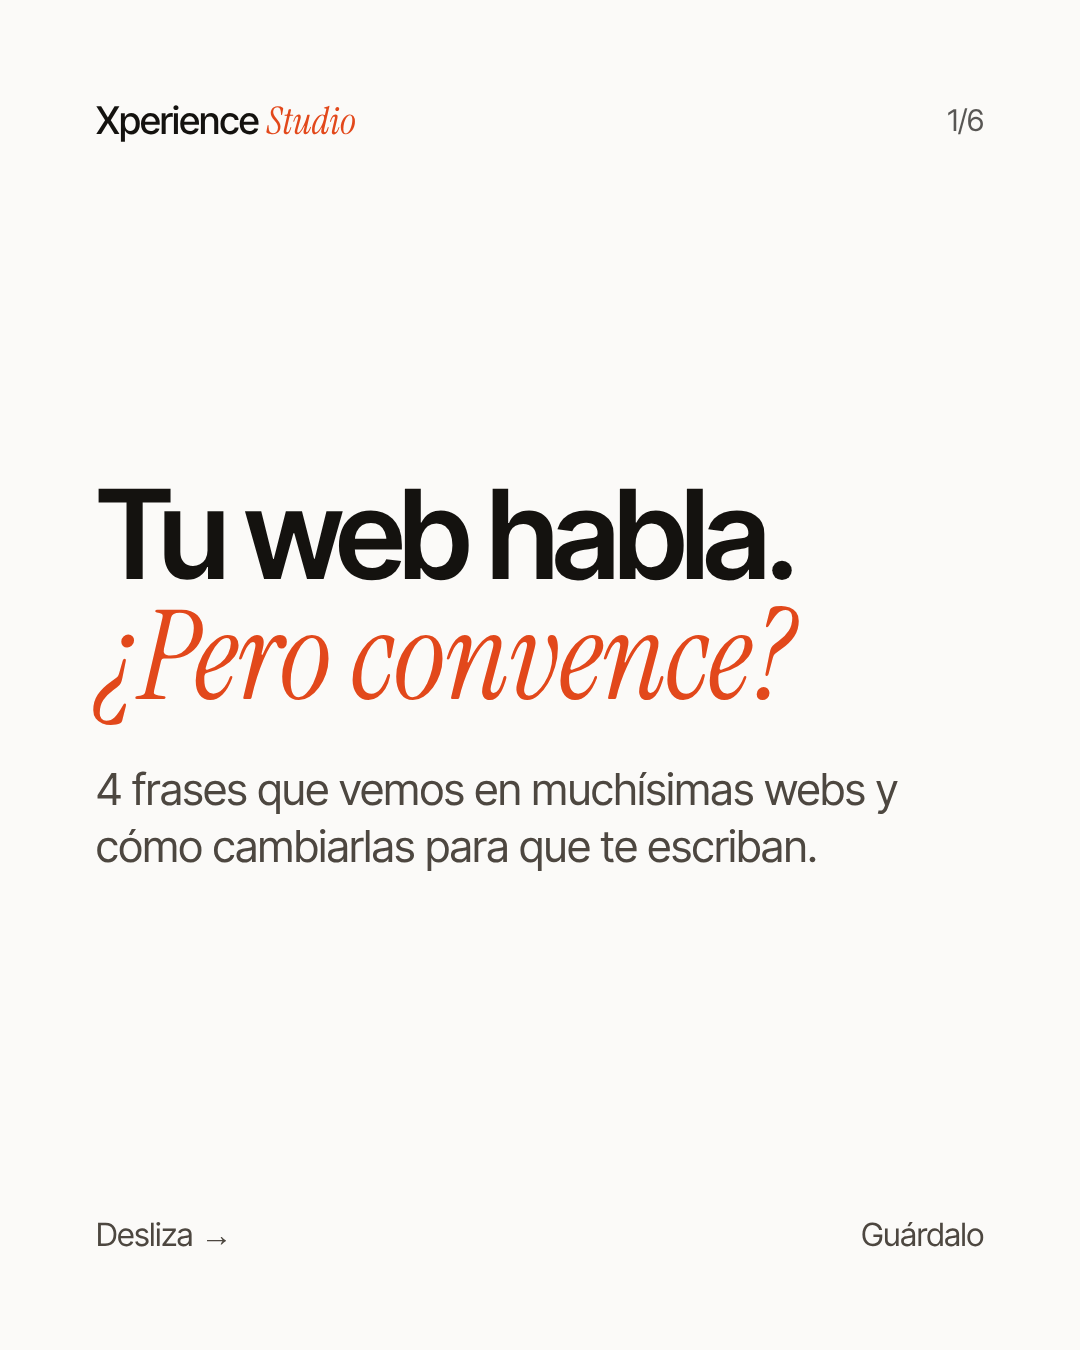 Xperience Studio
1/6
Tu web habla.
¿Pero convence?
4 frases que vemos en muchísimas webs y
cómo cambiarlas para que te escriban.
Desliza →
Guárdalo